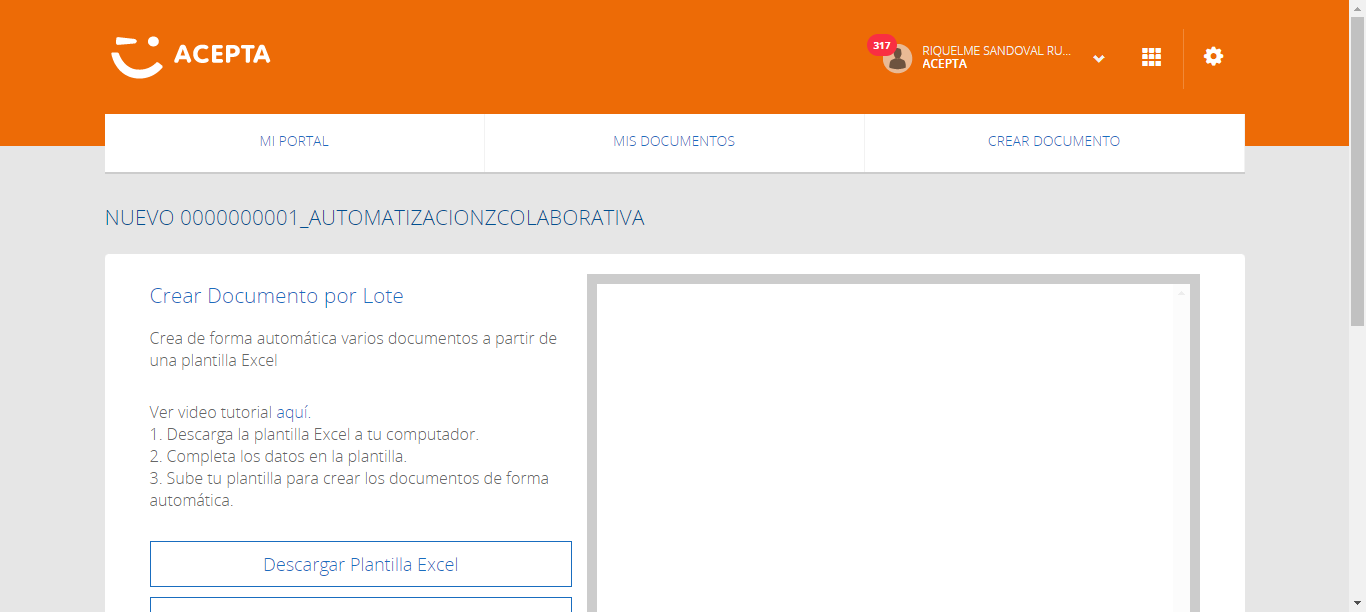 ACEPTA
317
RIQUELME SANDOVAL RU...
ACEPTA
MI PORTAL
MIS DOCUMENTOS
CREAR DOCUMENTO
NUEVO 0000000001_AUTOMATIZACIONZCOLABORATIVA
Crear Documento por Lote
Crea de forma automática varios documentos a partir de
una plantilla Excel
Ver video tutorial aquí.
1. Descarga la plantilla Excel a tu computador.
2. Completa los datos en la plantilla.
3. Sube tu plantilla para crear los documentos de forma
automática.
Descargar Plantilla Excel